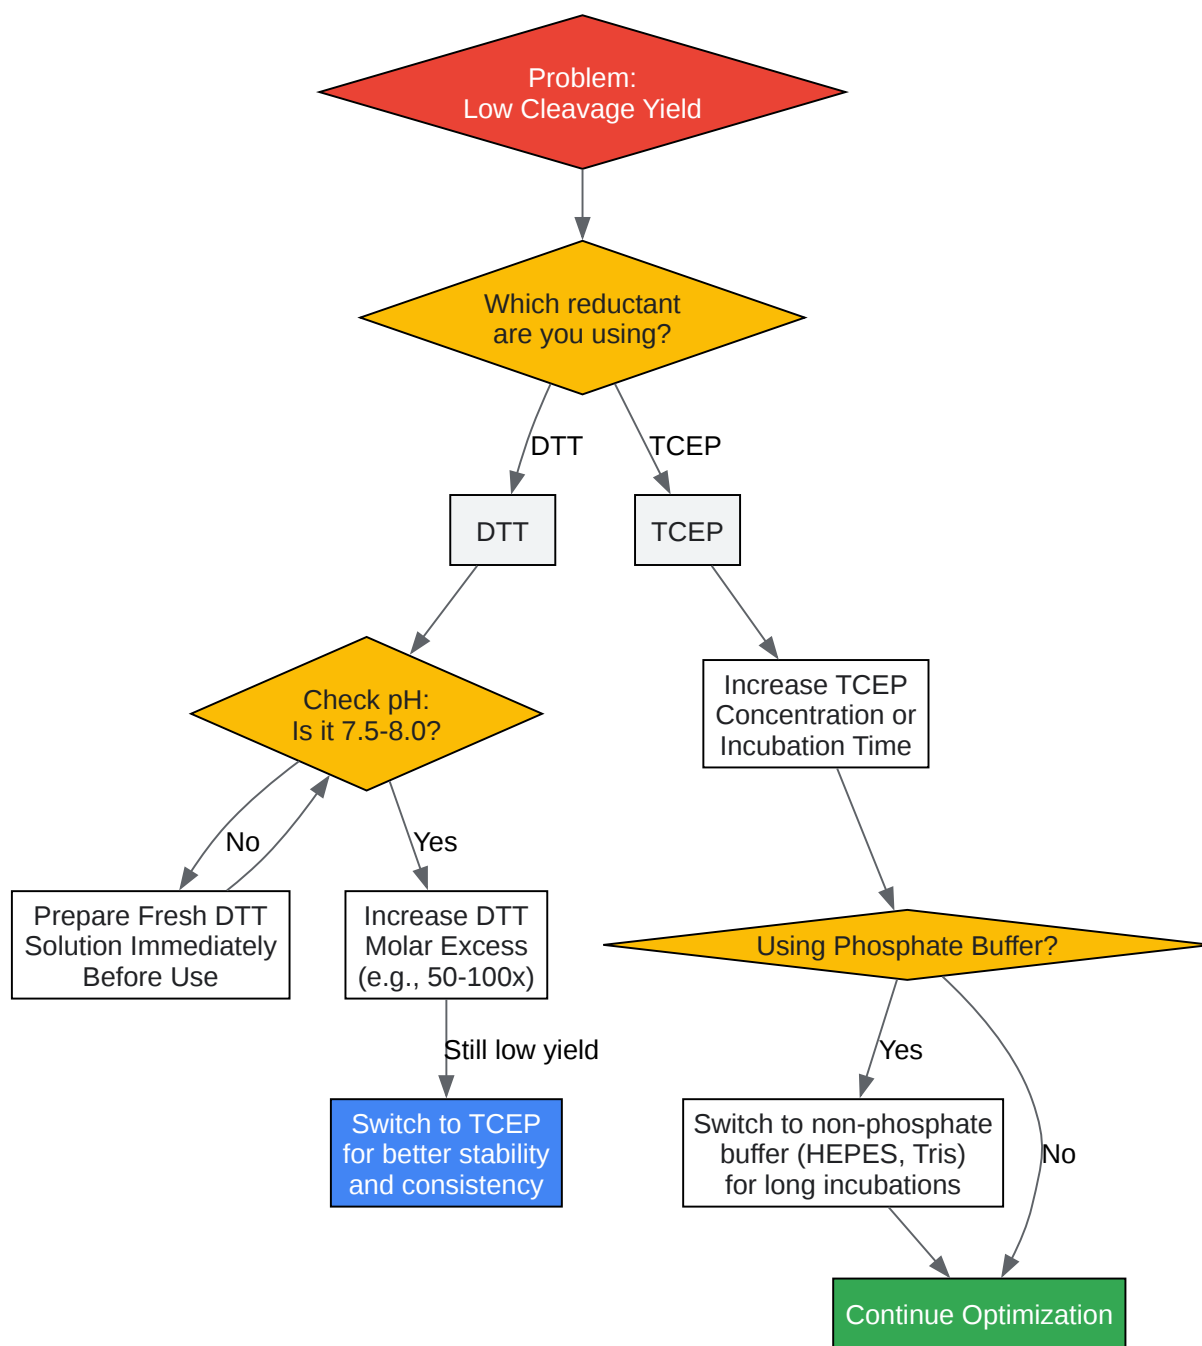 Problem:
Low Cleavage Yield
Which reductant
are you using?
DTT
TCEP
DTT
TCEP
Check pH:
Is it 7.5-8.0?
Increase TCEP
Concentration or
Incubation Time
No
Yes
Prepare Fresh DTT
Solution Immediately
Before Use
Increase DTT
Molar Excess
(e.g., 50-100x)
Using Phosphate Buffer?
Still low yield
Yes
Switch to TCEP
for better stability
and consistency
Switch to non-phosphate
buffer (HEPES, Tris)
for long incubations
No
Continue Optimization